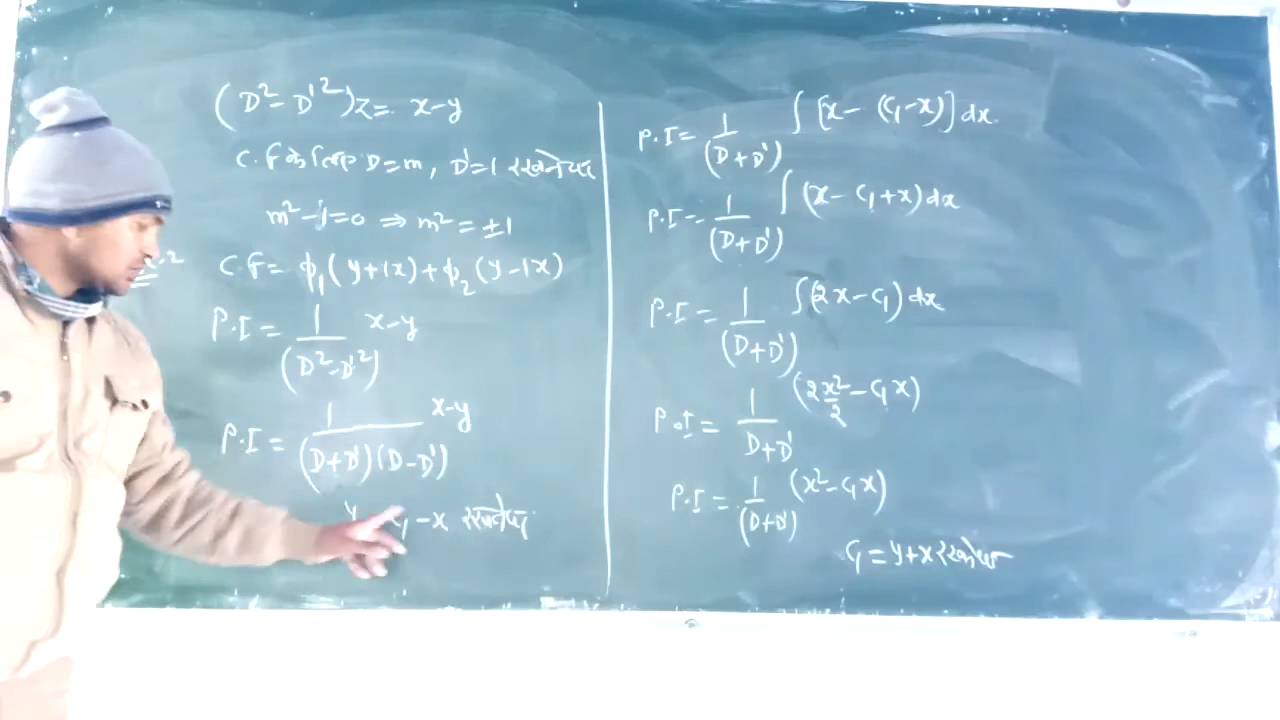 (D² - D'²)z = x-y
C.F के लिए D=m, D'=1 रखने पर
m²-1=0 ⇒ m² = ±1
C.F = ϕ₁(y+1x)+ϕ₂(y-1x)
P.I = 1/(D²-D'²) x-y
P.I = 1/((D+D')(D-D')) x-y
y -x रखने पर
P.I = 1/(D+D') ∫[x - (C₁-x)]dx.
P.I = 1/(D+D') ∫(x-C₁+x)dx
P.I = 1/(D+D') ∫(2x-C₁)dx
P.I = 1/D+D' (2x²/2 - C₁x)
P.I = 1/(D+D') (x²-C₁x)
C₁ = y+x रखने पर